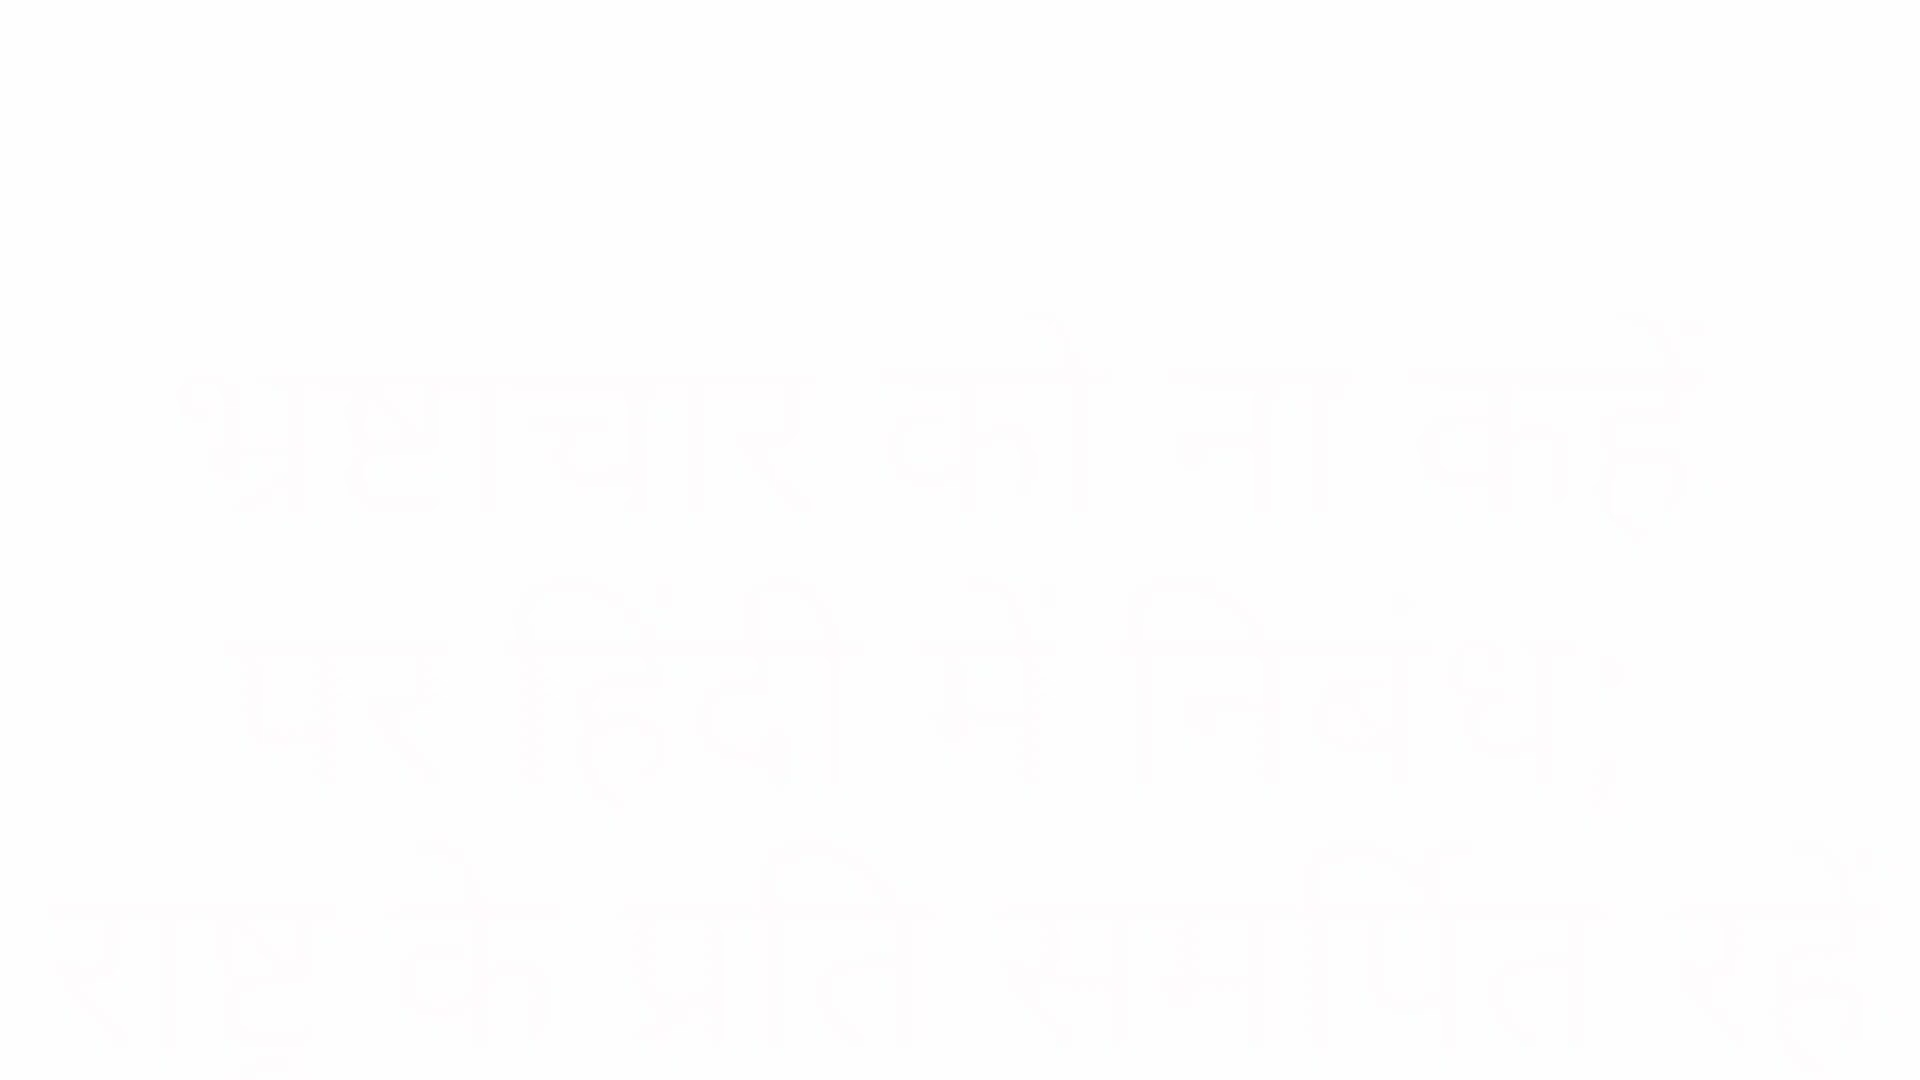 भ्रष्टाचार को ना कहें
पर हिंदी में निबंध;
राष्ट्र के प्रति समर्पित रहें